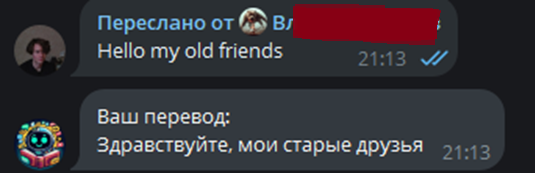 Переслано от Вл
Hello my old friends
21:13
Ваш перевод:
Здравствуйте, мои старые друзья
21:13